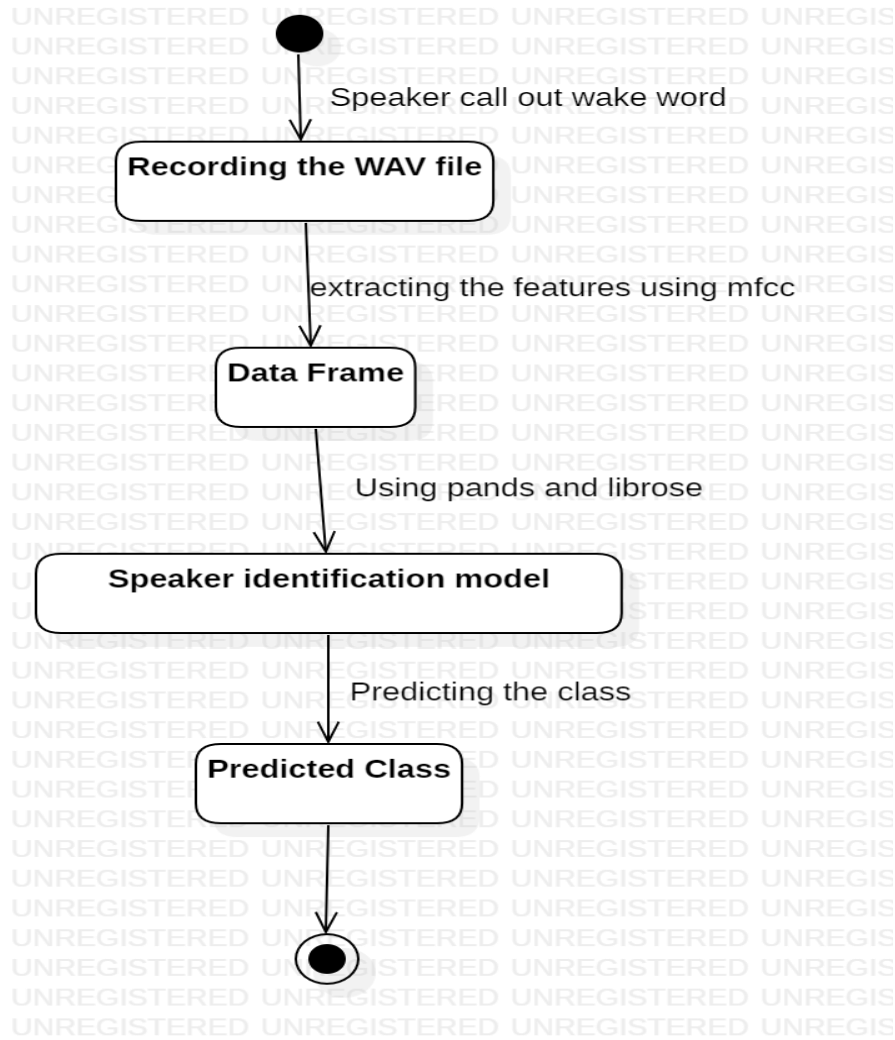 Speaker call out wake word
Recording the WAV file
extracting the features using mfcc
Data Frame
Using pands and librose
Speaker identification model
Predicting the class
Predicted Class
UNREGISTERED